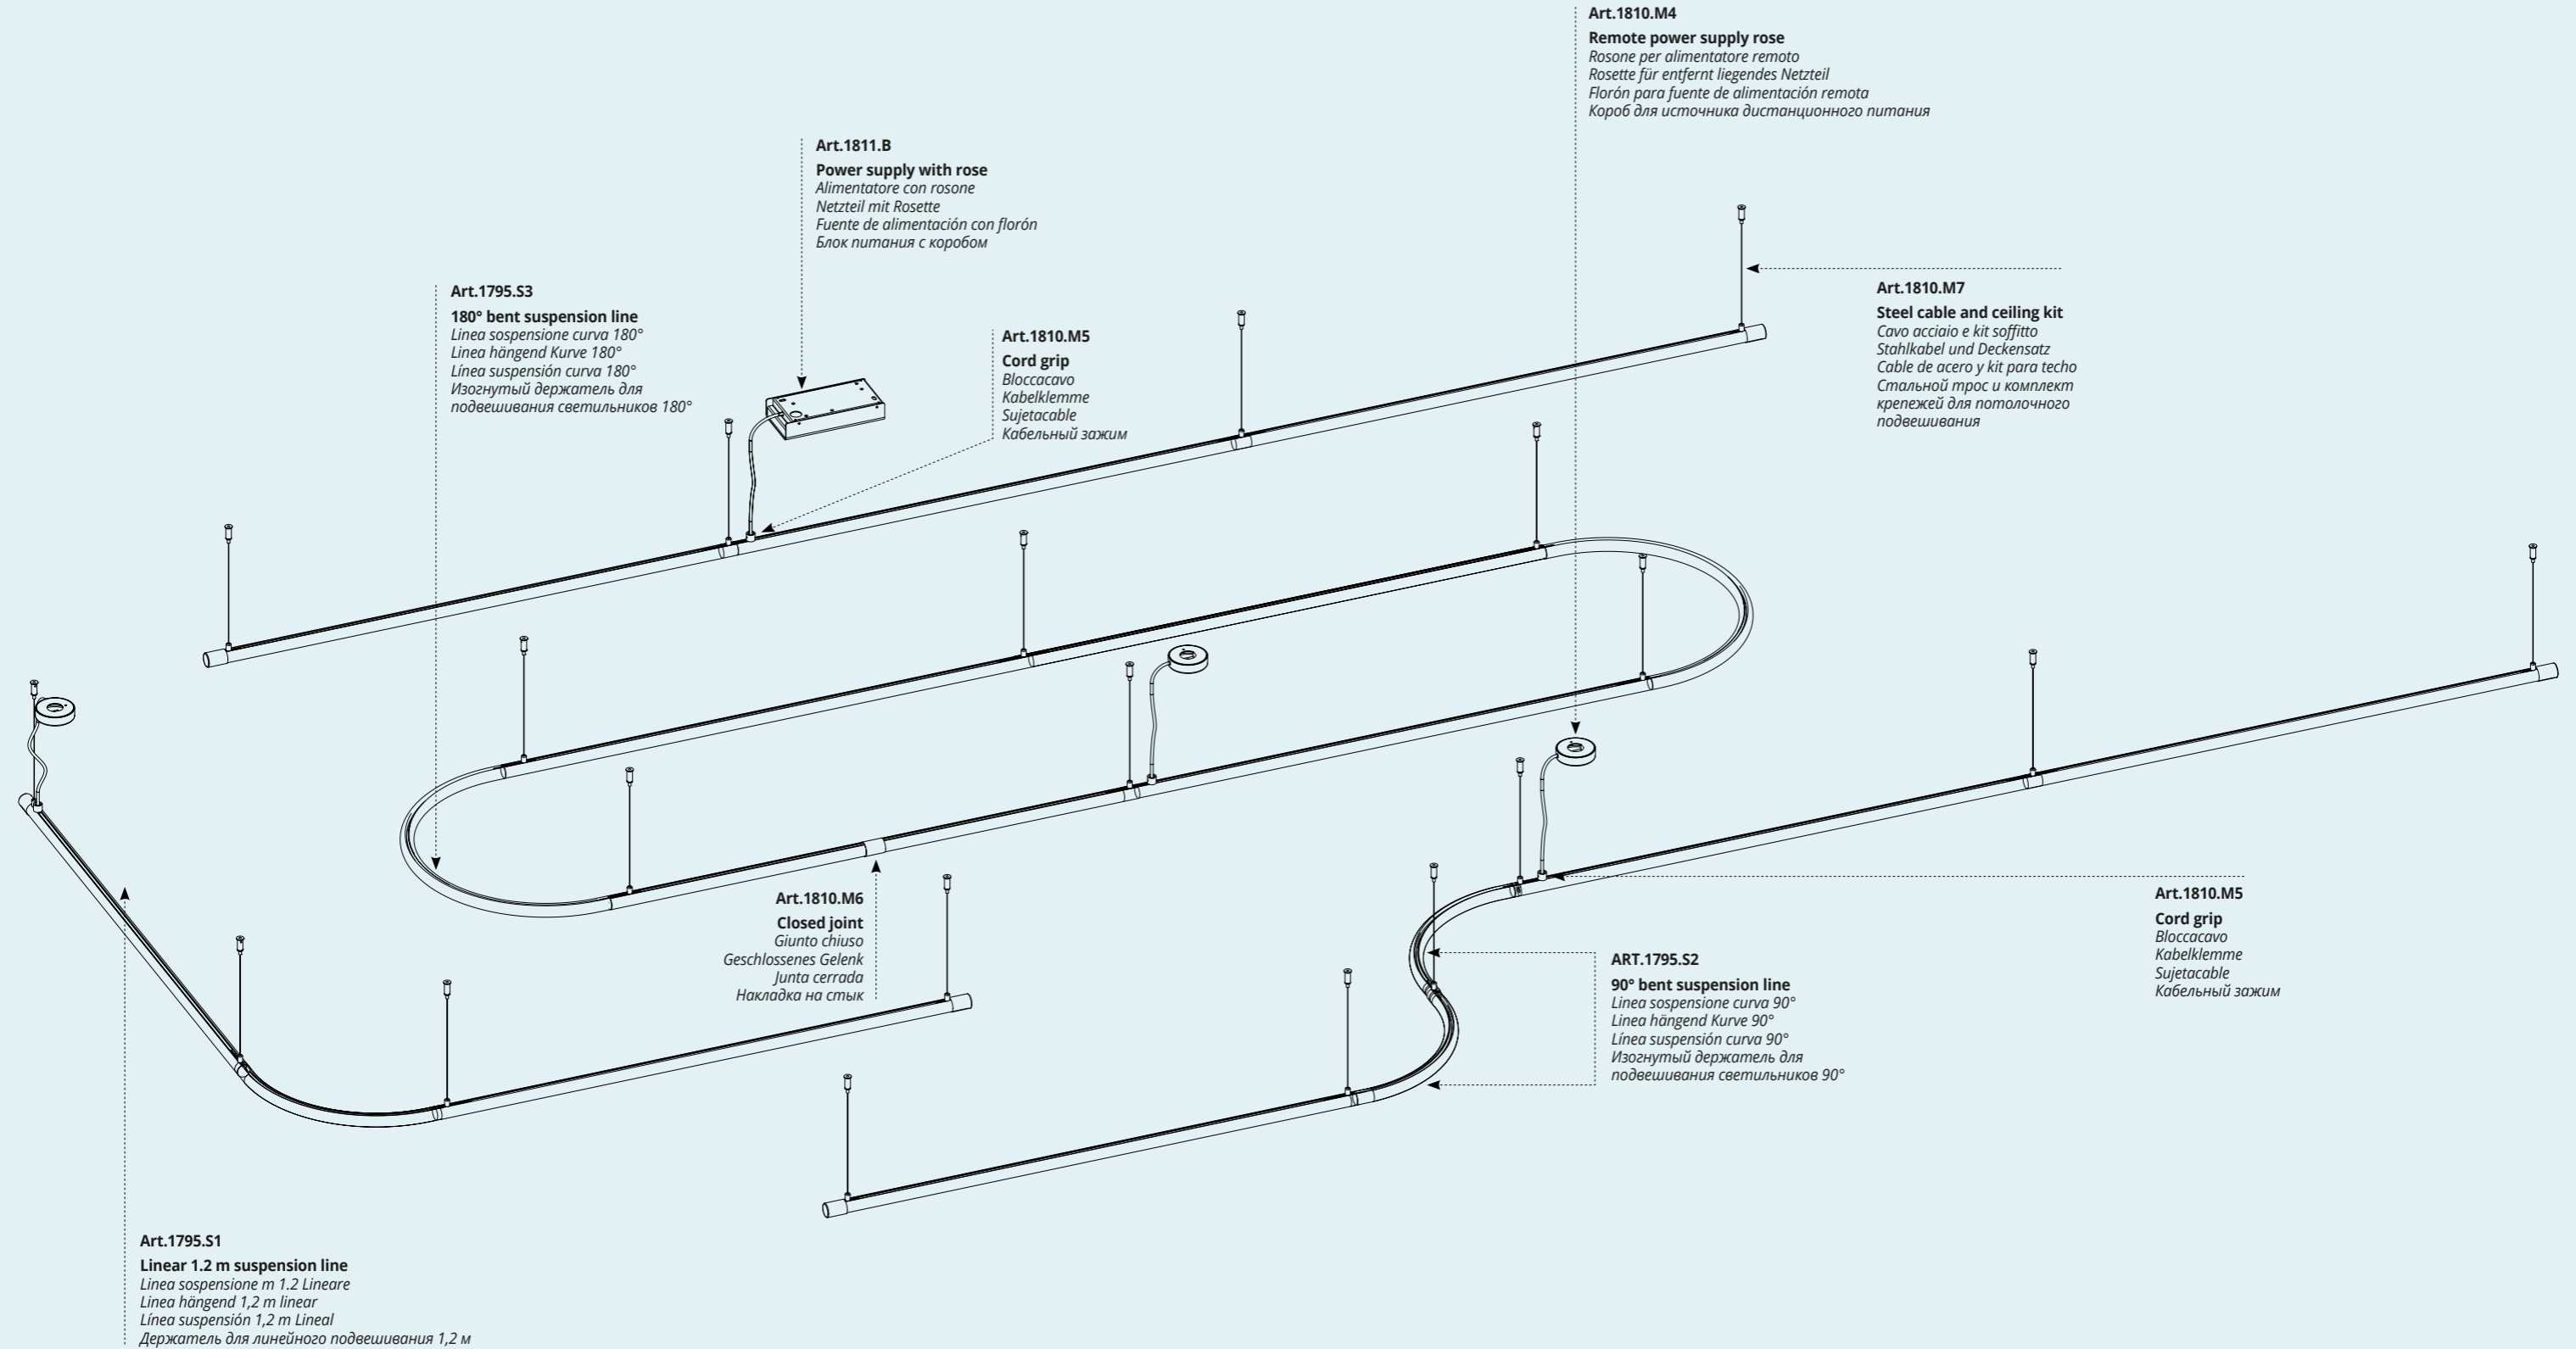 Art.1810.M4
Remote power supply rose
Rosone per alimentatore remoto
Rosette für entfernt liegendes Netzteil
Florón para fuente de alimentación remota
Короб для источника дистанционного питания
Art.1811.B
Power supply with rose
Alimentatore con rosone
Netzteil mit Rosette
Fuente de alimentación con florón
Блок питания с коробом
Art.1795.S3
180° bent suspension line
Linea sospensione curva 180°
Linea hängend Kurve 180°
Línea suspensión curva 180°
Изогнутый держатель для
подвешивания светильников 180°
Art.1810.M5
Cord grip
Bloccacavo
Kabelklemme
Sujetacable
Кабельный зажим
Art.1810.M7
Steel cable and ceiling kit
Cavo acciaio e kit soffitto
Stahlkabel und Deckensatz
Cable de acero y kit para techo
Стальной трос и комплект
крепежей для потолочного
подвешивания
Art.1810.M6
Closed joint
Giunto chiuso
Geschlossenes Gelenk
Junta cerrada
Накладка на стык
Art.1810.M5
Cord grip
Bloccacavo
Kabelklemme
Sujetacable
Кабельный зажим
ART.1795.S2
90° bent suspension line
Linea sospensione curva 90°
Linea hängend Kurve 90°
Línea suspensión curva 90°
Изогнутый держатель для
подвешивания светильников 90°
Art.1795.S1
Linear 1.2 m suspension line
Linea sospensione m 1.2 Lineare
Linea hängend 1,2 m linear
Línea suspensión 1,2 m Lineal
Держатель для линейного подвешивания 1,2 м